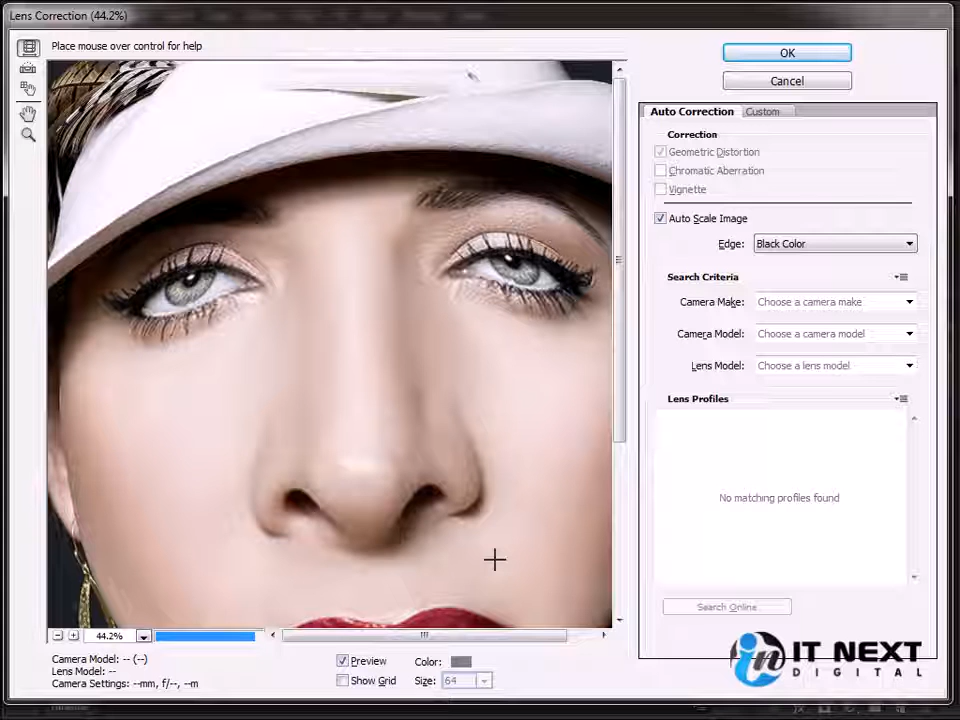 Lens Correction (44.2%)
Place mouse over control for help
OK
Cancel
Auto Correction
Custom
Correction
Geometric Distortion
Chromatic Aberration
Vignette
Auto Scale Image
Edge: Black Color
Search Criteria
Camera Make: Choose a camera make
Camera Model: Choose a camera model
Lens Model: Choose a lens model
Lens Profiles
No matching profiles found
Search Online...
44.2%
Camera Model: -- (--)
Lens Model: --
Camera Settings: --mm, f/--, --m
Preview
Color:
Show Grid
Size: 64
in IT NEXT
DIGITAL